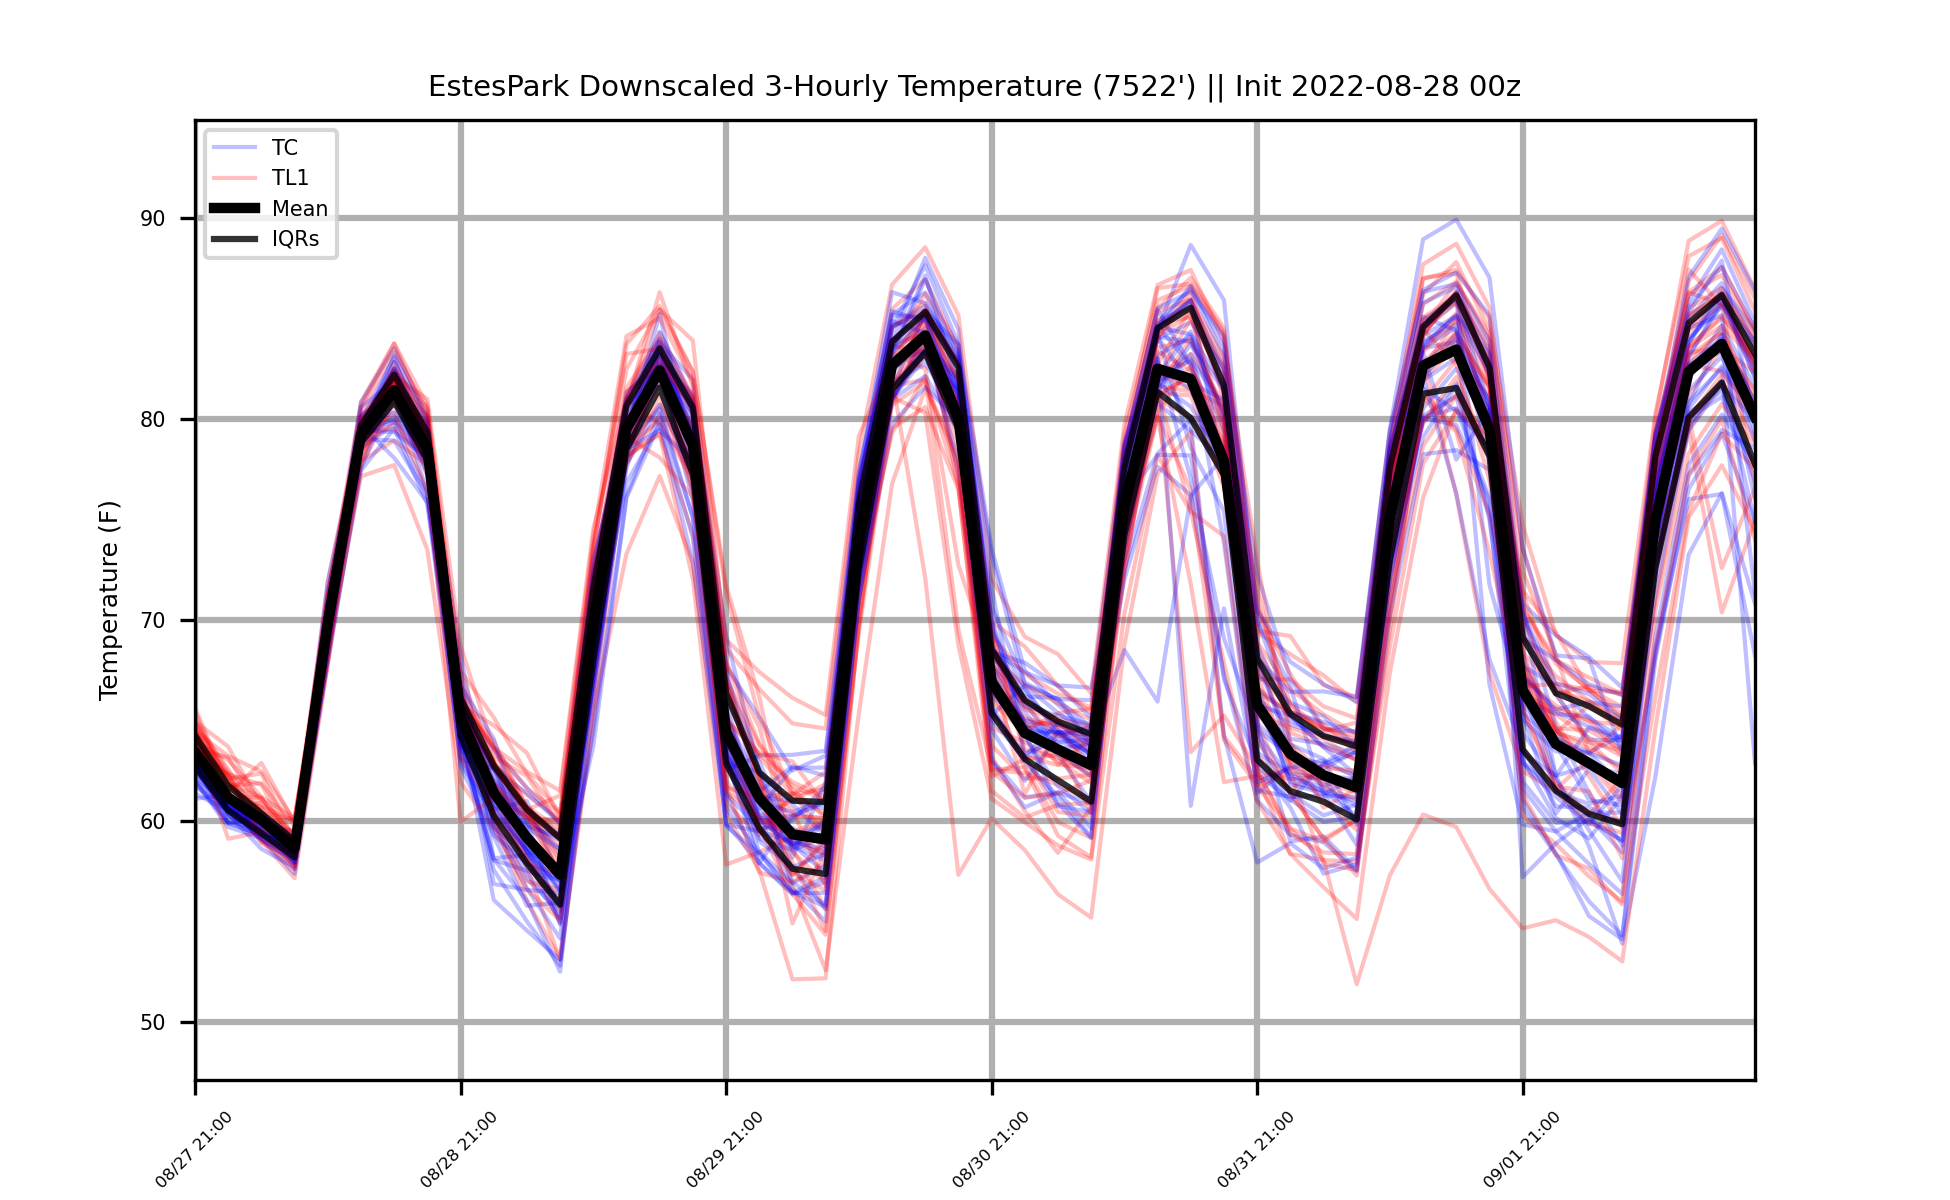 EstesPark Downscaled 3-Hourly Temperature (7522') || Init 2022-08-28 00z
TC
TL1
Mean
IQRs
Temperature (F)
90
80
70
60
50
08/27 21:00
08/28 21:00
08/29 21:00
08/30 21:00
08/31 21:00
09/01 21:00